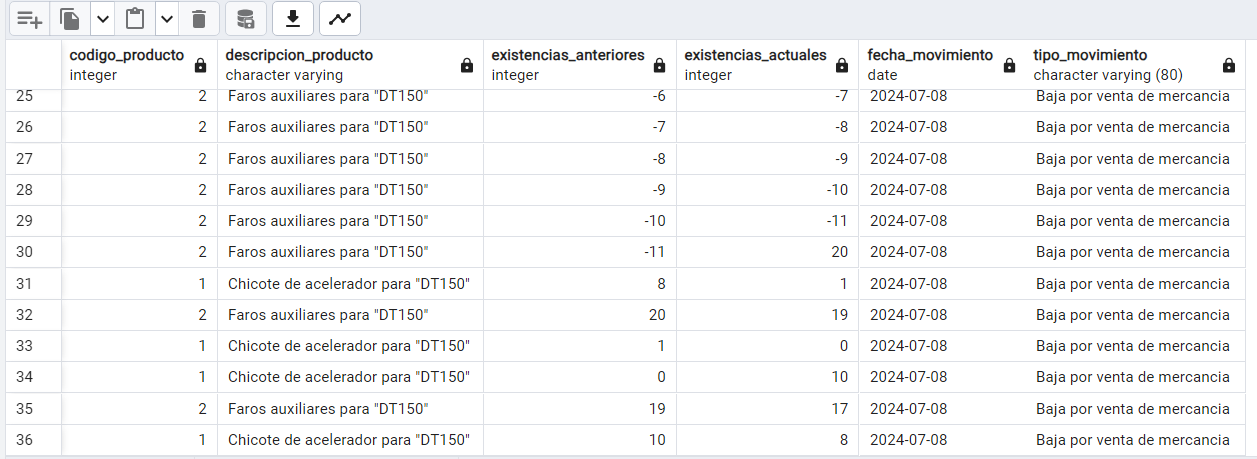 codigo_producto descripcion_producto existencias_anteriores existencias_actuales fecha_movimiento tipo_movimiento
integer character varying integer integer date character varying (80)
25 2 Faros auxiliares para "DT150" -6 -7 2024-07-08 Baja por venta de mercancia
26 2 Faros auxiliares para "DT150" -7 -8 2024-07-08 Baja por venta de mercancia
27 2 Faros auxiliares para "DT150" -8 -9 2024-07-08 Baja por venta de mercancia
28 2 Faros auxiliares para "DT150" -9 -10 2024-07-08 Baja por venta de mercancia
29 2 Faros auxiliares para "DT150" -10 -11 2024-07-08 Baja por venta de mercancia
30 2 Faros auxiliares para "DT150" -11 20 2024-07-08 Baja por venta de mercancia
31 1 Chicote de acelerador para "DT150" 8 1 2024-07-08 Baja por venta de mercancia
32 2 Faros auxiliares para "DT150" 20 19 2024-07-08 Baja por venta de mercancia
33 1 Chicote de acelerador para "DT150" 1 0 2024-07-08 Baja por venta de mercancia
34 1 Chicote de acelerador para "DT150" 0 10 2024-07-08 Baja por venta de mercancia
35 2 Faros auxiliares para "DT150" 19 17 2024-07-08 Baja por venta de mercancia
36 1 Chicote de acelerador para "DT150" 10 8 2024-07-08 Baja por venta de mercancia